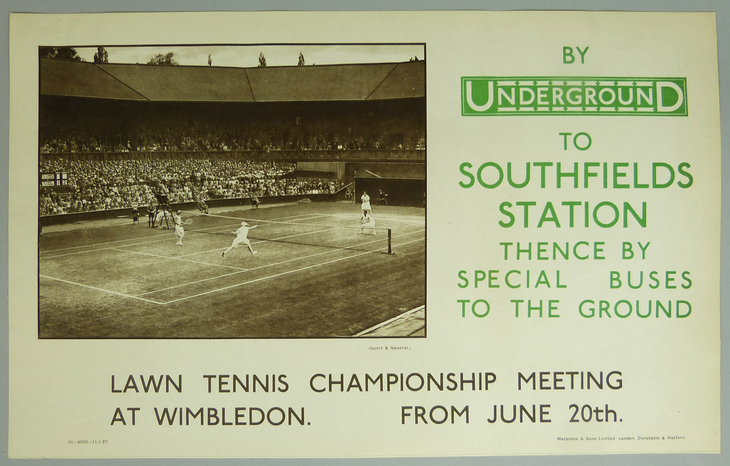 BY
UNDERGROUND
TO
SOUTHFIELDS
STATION
THENCE BY
SPECIAL BUSES
TO THE GROUND
(Sport & General.)
LAWN TENNIS CHAMPIONSHIP MEETING
AT WIMBLEDON. FROM JUNE 20th.
Waterlow & Sons Limited. London, Dunstable & Watford.